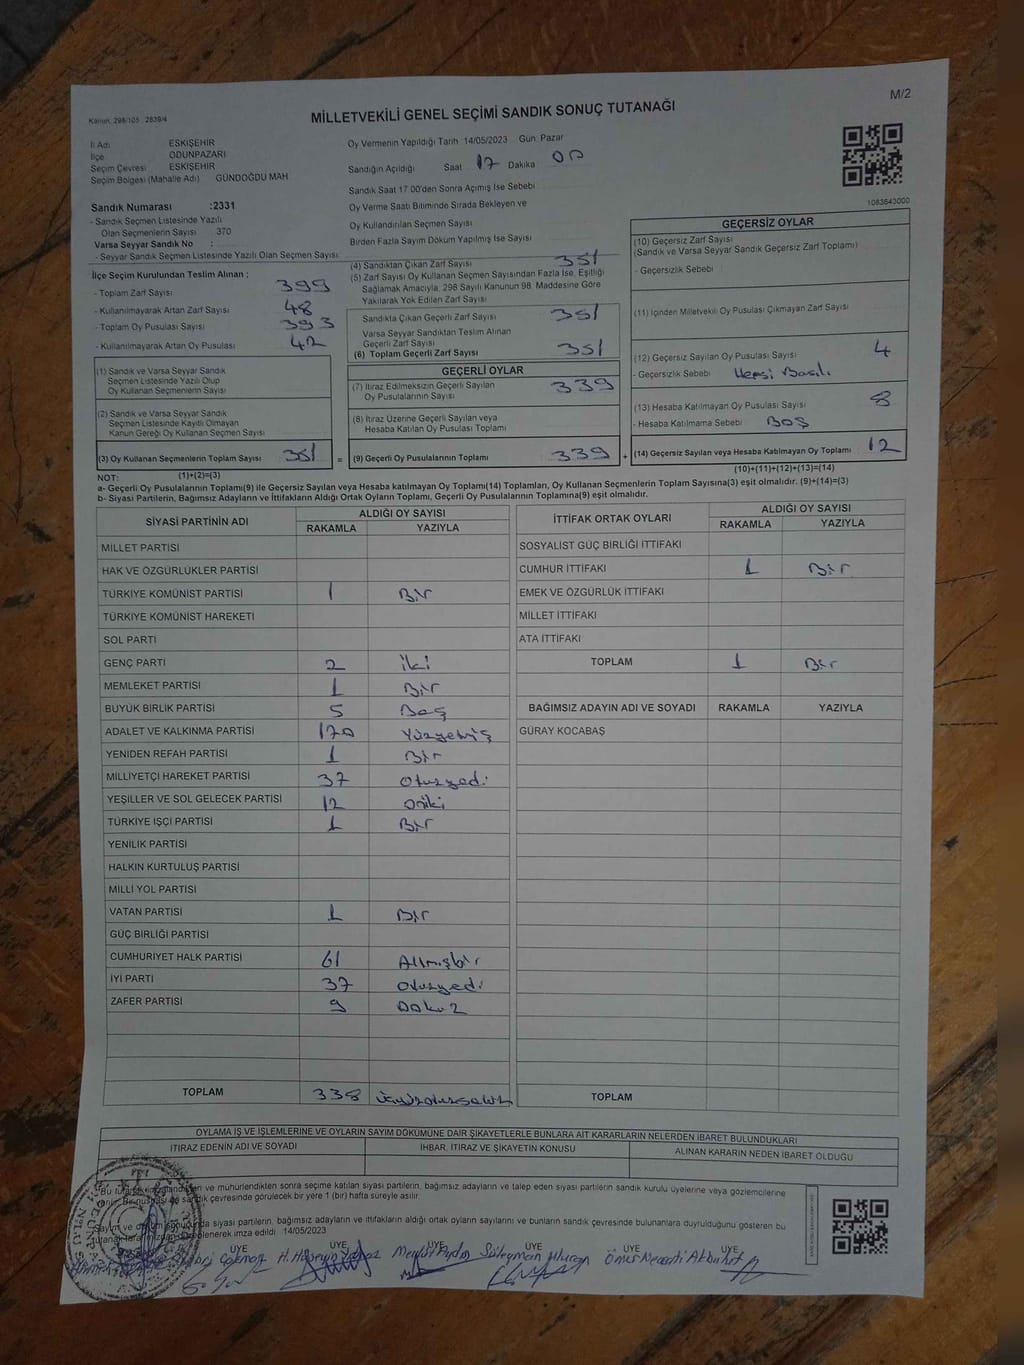 M/2
Kanun: 298/105 2839/4
MİLLETVEKİLİ GENEL SEÇİMİ SANDIK SONUÇ TUTANAĞI
İl Adı ESKİŞEHİR
İlçe ODUNPAZARI
Seçim Çevresi ESKİŞEHİR
Seçim Bölgesi (Mahalle Adı) GÜNDOĞDU MAH.
Sandık Numarası :2331
- Sandık Seçmen Listesinde Yazılı
Olan Seçmenlerin Sayısı 370
Varsa Seyyar Sandık No :
- Seyyar Sandık Seçmen Listesinde Yazılı Olan Seçmen Sayısı
Oy Vermenin Yapıldığı Tarih 14/05/2023 Gün: Pazar
Sandığın Açıldığı Saat 17 Dakika 00
Sandık Saat 17:00'den Sonra Açılmış İse Sebebi
Oy Verme Saati Bitiminde Sırada Bekleyen ve
Oy Kullandırılan Seçmen Sayısı
Birden Fazla Sayım Döküm Yapılmış İse Sayısı
1083643000
İlçe Seçim Kurulundan Teslim Alınan ;
- Toplam Zarf Sayısı 399
- Kullanılmayarak Artan Zarf Sayısı 48
- Toplam Oy Pusulası Sayısı 393
- Kullanılmayarak Artan Oy Pusulası 42
(4) Sandıktan Çıkan Zarf Sayısı 351
(5) Zarf Sayısı Oy Kullanan Seçmen Sayısından Fazla İse, Eşitliği
Sağlamak Amacıyla, 298 Sayılı Kanunun 98. Maddesine Göre
Yakılarak Yok Edilen Zarf Sayısı
Sandıkta Çıkan Geçerli Zarf Sayısı 351
Varsa Seyyar Sandıktan Teslim Alınan
Geçerli Zarf Sayısı
(6) Toplam Geçerli Zarf Sayısı 351
GEÇERSİZ OYLAR
(10) Geçersiz Zarf Sayısı
(Sandık ve Varsa Seyyar Sandık Geçersiz Zarf Toplamı)
- Geçersizlik Sebebi
(11) İçinden Milletvekili Oy Pusulası Çıkmayan Zarf Sayısı
(12) Geçersiz Sayılan Oy Pusulası Sayısı 4
- Geçersizlik Sebebi Hepsi Basılı
(13) Hesaba Katılmayan Oy Pusulası Sayısı 8
- Hesaba Katılmama Sebebi Boş
(14) Geçersiz Sayılan veya Hesaba Katılmayan Oy Toplamı 12
(1) Sandık ve Varsa Seyyar Sandık
Seçmen Listesinde Yazılı Olup
Oy Kullanan Seçmen Sayısı
(2) Sandık ve Varsa Seyyar Sandık
Seçmen Listesinde Kayıtlı Olmayan
Kanun Gereği Oy Kullanan Seçmen Sayısı
(3) Oy Kullanan Seçmenlerin Toplam Sayısı 351 =
GEÇERLİ OYLAR
(7) İtiraz Edilmeksizin Geçerli Sayılan
Oy Pusulalarının Sayısı 339
(8) İtiraz Üzerine Geçerli Sayılan veya
Hesaba Katılan Oy Pusulası Toplamı
(9) Geçerli Oy Pusulalarının Toplamı 339 +
NOT: (1)+(2)=(3) (10)+(11)+(12)+(13)=(14)
a- Geçerli Oy Pusulalarının Toplamı(9) ile Geçersiz Sayılan veya Hesaba katılmayan Oy Toplamı(14) Toplamları, Oy Kullanan Seçmenlerin Toplam Sayısına(3) eşit olmalıdır. (9)+(14)=(3)
b- Siyasi Partilerin, Bağımsız Adayların ve İttifakların Aldığı Ortak Oyların Toplamı, Geçerli Oy Pusulalarının Toplamına(9) eşit olmalıdır.
SİYASİ PARTİNİN ADI ALDIĞI OY SAYISI
RAKAMLA YAZIYLA
MİLLET PARTİSİ
HAK VE ÖZGÜRLÜKLER PARTİSİ
TÜRKİYE KOMÜNİST PARTİSİ 1 Bir
TÜRKİYE KOMÜNİST HAREKETİ
SOL PARTİ
GENÇ PARTİ 2 iki
MEMLEKET PARTİSİ 1 Bir
BÜYÜK BİRLİK PARTİSİ 5 Beş
ADALET VE KALKINMA PARTİSİ 170 Yüzyetmiş
YENİDEN REFAH PARTİSİ 1 Bir
MİLLİYETÇİ HAREKET PARTİSİ 37 Otuzyedi
YEŞİLLER VE SOL GELECEK PARTİSİ 12 oniki
TÜRKİYE İŞÇİ PARTİSİ 1 Bir
YENİLİK PARTİSİ
HALKIN KURTULUŞ PARTİSİ
MİLLİ YOL PARTİSİ
VATAN PARTİSİ 1 Bir
GÜÇ BİRLİĞİ PARTİSİ
CUMHURİYET HALK PARTİSİ 61 Altmışbir
İYİ PARTİ 37 Otuzyedi
ZAFER PARTİSİ 9 Dokuz
TOPLAM 338 üçyüzotuzsekiz
İTTİFAK ORTAK OYLARI ALDIĞI OY SAYISI
RAKAMLA YAZIYLA
SOSYALİST GÜÇ BİRLİĞİ İTTİFAKI
CUMHUR İTTİFAKI 1 Bir
EMEK VE ÖZGÜRLÜK İTTİFAKI
MİLLET İTTİFAKI
ATA İTTİFAKI
TOPLAM 1 Bir
BAĞIMSIZ ADAYIN ADI VE SOYADI RAKAMLA YAZIYLA
GÜRAY KOCABAŞ
TOPLAM
OYLAMA İŞ VE İŞLEMLERİNE VE OYLARIN SAYIM DÖKÜMÜNE DAİR ŞİKAYETLERLE BUNLARA AİT KARARLARIN NELERDEN İBARET BULUNDUKLARI
İTİRAZ EDENİN ADI VE SOYADI İHBAR, İTİRAZ VE ŞİKAYETİN KONUSU ALINAN KARARIN NEDEN İBARET OLDUĞU
ve mühürlendikten sonra seçime katılan siyasi partilerin, bağımsız adayların ve talep eden siyasi partinin sandık kurulu üyelerine veya gözlemcilerine
sandık çevresinde görülecek bir yere 1 (bir) hafta süreyle asılır.
siyasi partilerin, bağımsız adayların ve ittifakların aldığı ortak oyların sayılarını ve bunların sandık çevresinde bulunanlara duyrulduğunu gösteren bu
düzenlenerek imza edildi 14/05/2023
ÜYE ÜYE ÜYE ÜYE ÜYE
H. Hüseyin Mevlüt Aydın Süleyman Ömer Necati Akbulut